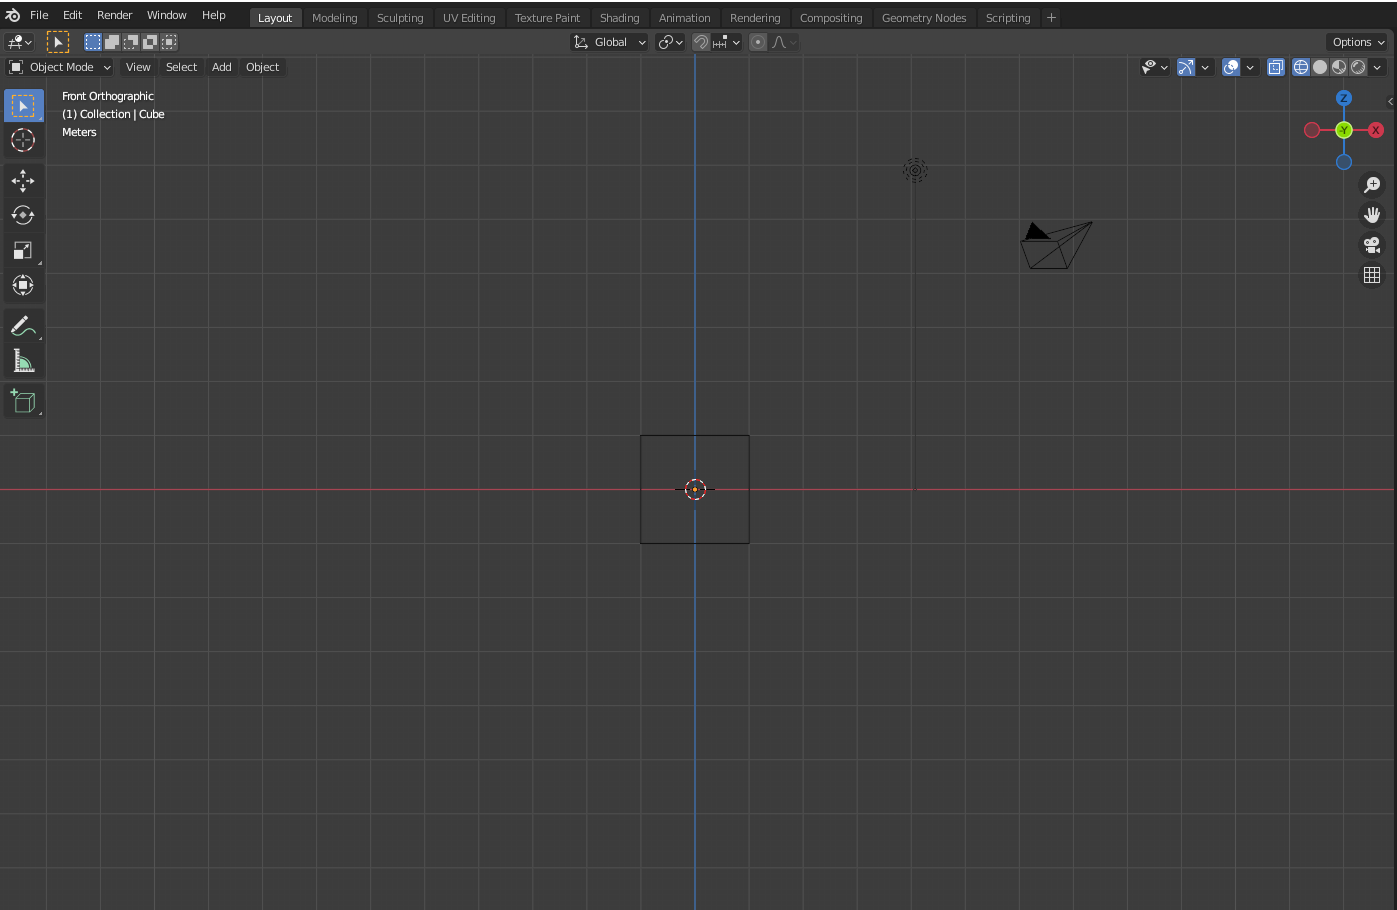 File Edit Render Window Help Layout Modeling Sculpting UV Editing Texture Paint Shading Animation Rendering Compositing Geometry Nodes Scripting +
Global Options
Object Mode View Select Add Object
Front Orthographic
(1) Collection | Cube
Meters
Z
Y X